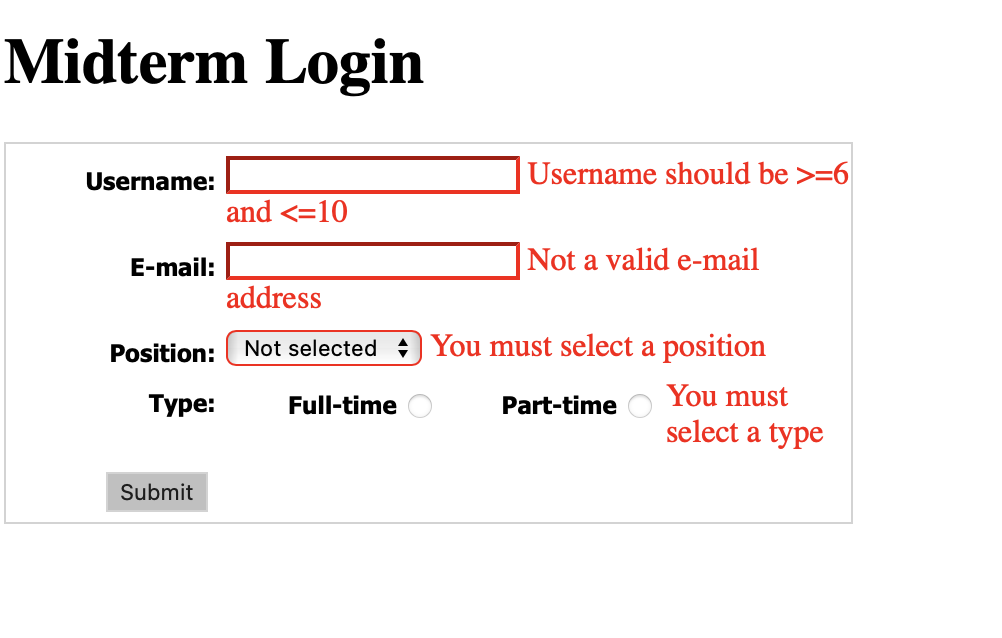 Midterm Login
Username: Username should be >=6
and <=10
E-mail: Not a valid e-mail
address
Position: Not selected You must select a position
Type: Full-time Part-time You must
select a type
Submit